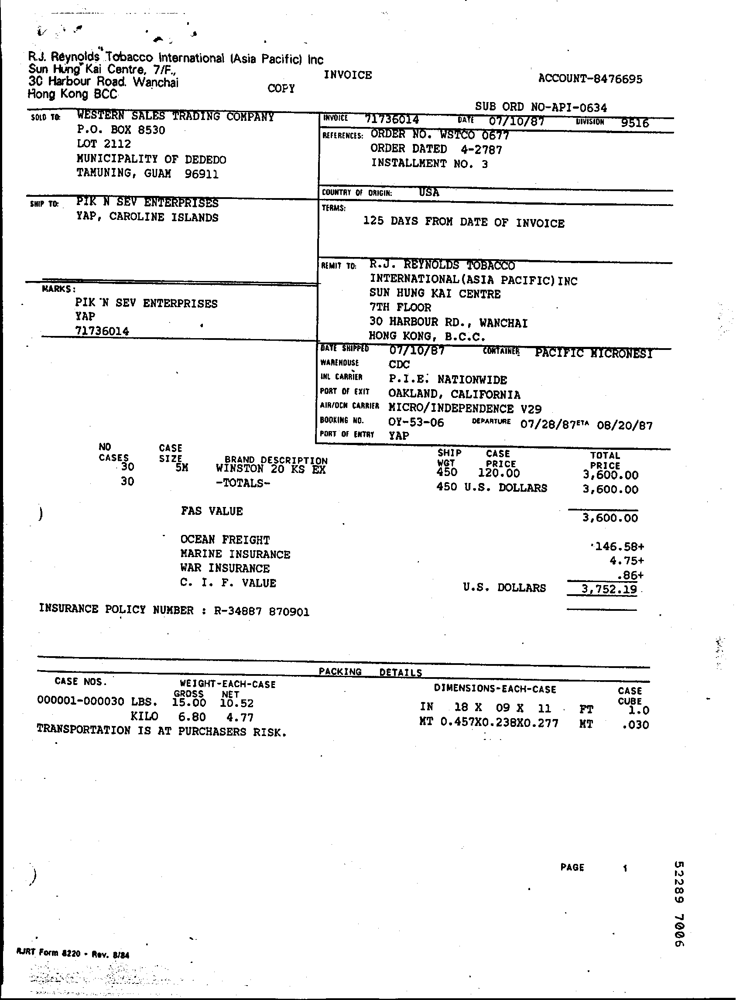 R.J. Reynolds Tobacco International (Asia Pacific) Inc
Sun Hung Kai Centre, 7/F.,
30 Harbour Road. Wanchai
Hong Kong BCC
COPY
INVOICE
ACCOUNT-8476695
SUB ORD NO-API-0634
SOLD TO: WESTERN SALES TRADING COMPANY
P.O. BOX 8530
LOT 2112
MUNICIPALITY OF DEDEDO
TAMUNING, GUAM 96911
INVOICE 71736014 DATE 07/10/87 DIVISION 9516
REFERENCES: ORDER NO. WSTCO 0677
ORDER DATED 4-2787
INSTALLMENT NO. 3
COUNTRY OF ORIGIN: USA
SHIP TO: PIK N SEV ENTERPRISES
YAP, CAROLINE ISLANDS
TERMS:
125 DAYS FROM DATE OF INVOICE
REMIT TO: R.J. REYNOLDS TOBACCO
INTERNATIONAL(ASIA PACIFIC)INC
SUN HUNG KAI CENTRE
7TH FLOOR
30 HARBOUR RD., WANCHAI
HONG KONG, B.C.C.
MARKS:
PIK N SEV ENTERPRISES
YAP
71736014
DATE SHIPPED 07/10/87 CONTAINER PACIFIC MICRONESI
WAREHOUSE CDC
INL CARRIER P.I.E. NATIONWIDE
PORT OF EXIT OAKLAND, CALIFORNIA
AIR/OCN CARRIER MICRO/INDEPENDENCE V29
BOOKING NO. OY-53-06 DEPARTURE 07/28/87 ETA 08/20/87
PORT OF ENTRY YAP
NO CASES CASE SIZE BRAND DESCRIPTION SHIP WGT CASE PRICE TOTAL PRICE
30 5M WINSTON 20 KS EX 450 120.00 3,600.00
30 -TOTALS- 450 U.S. DOLLARS 3,600.00
FAS VALUE 3,600.00
OCEAN FREIGHT 146.58+
MARINE INSURANCE 4.75+
WAR INSURANCE .86+
C. I. F. VALUE U.S. DOLLARS 3,752.19
INSURANCE POLICY NUMBER : R-34887 870901
PACKING DETAILS
CASE NOS. WEIGHT-EACH-CASE DIMENSIONS-EACH-CASE CASE CUBE
GROSS NET
000001-000030 LBS. 15.00 10.52 IN 18 X 09 X 11 FT 1.0
KILO 6.80 4.77 MT 0.457X0.238X0.277 MT .030
TRANSPORTATION IS AT PURCHASERS RISK.
PAGE 1
52289 7006
RJRT Form 8220 - Rev. 8/84